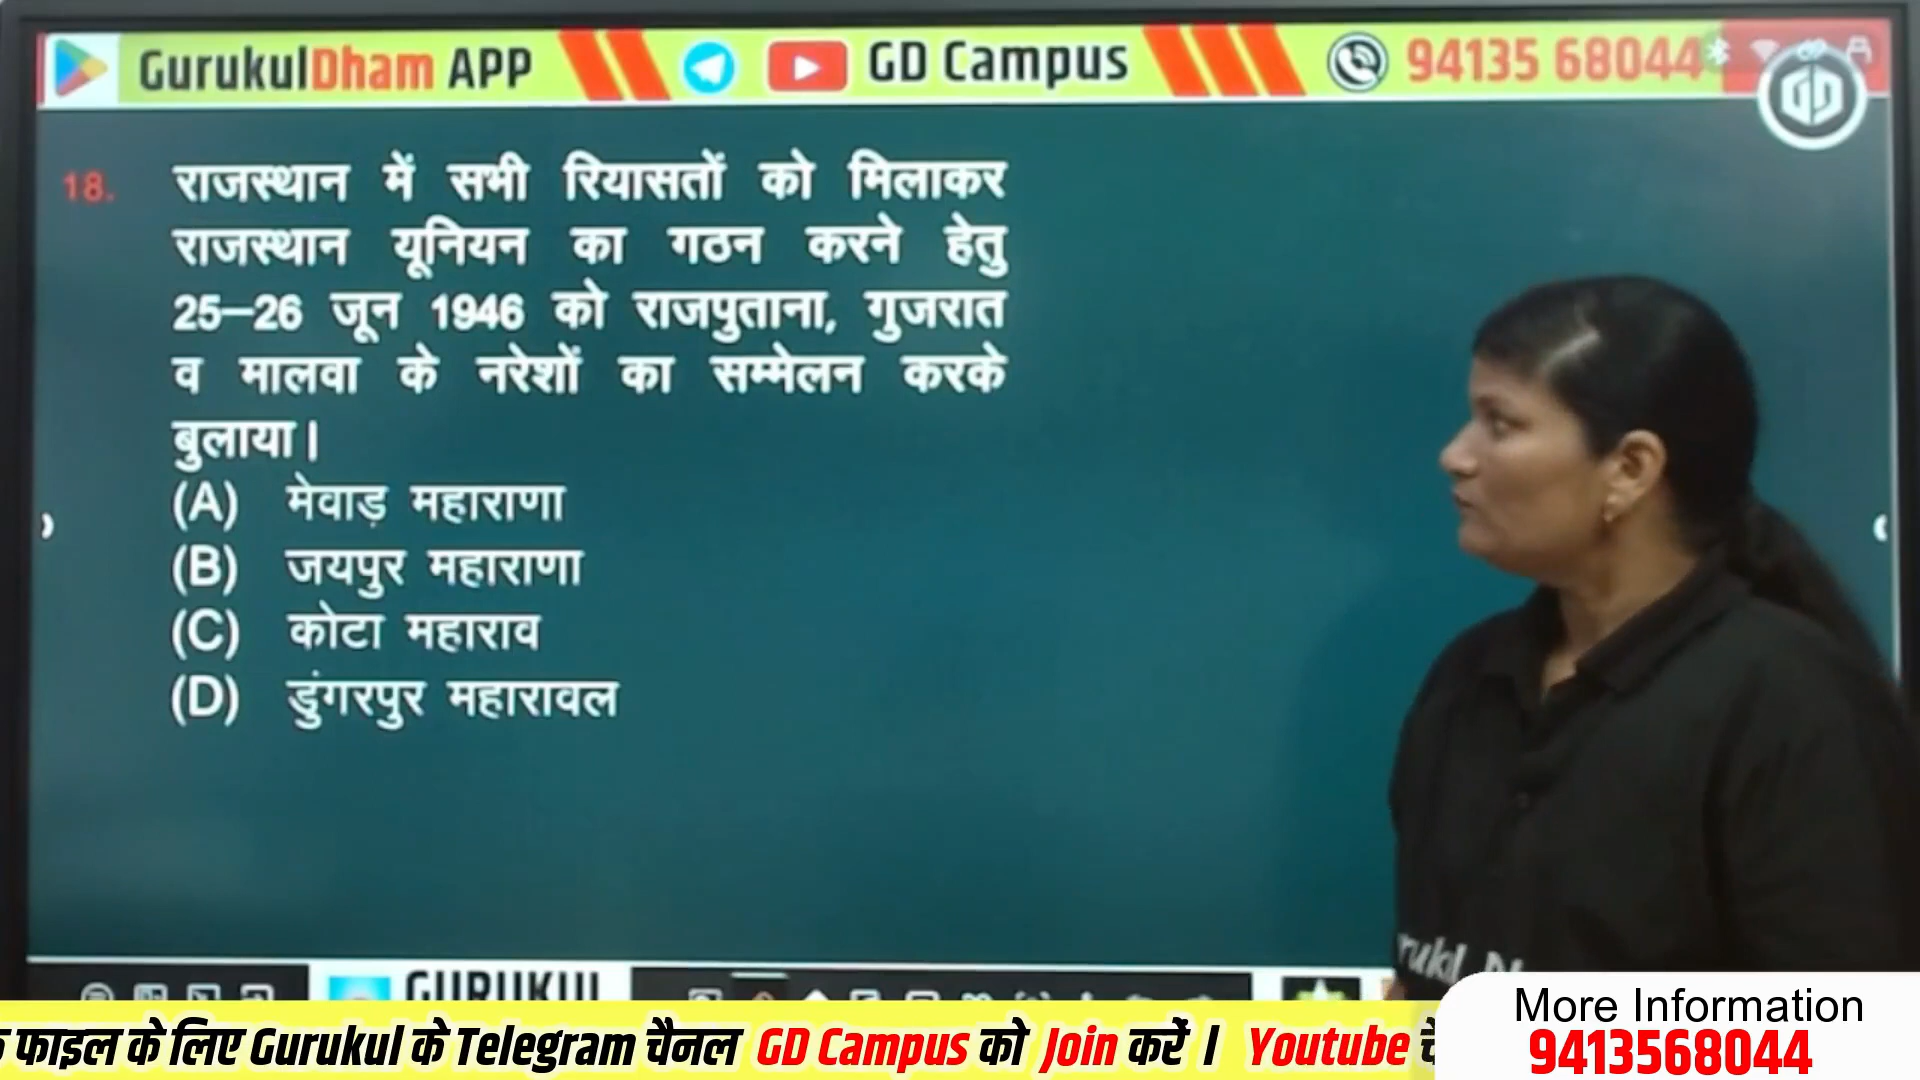 GurukulDham APP
GD Campus
94135 68044
18. राजस्थान में सभी रियासतों को मिलाकर
राजस्थान यूनियन का गठन करने हेतु
25–26 जून 1946 को राजपुताना, गुजरात
व मालवा के नरेशों का सम्मेलन करके
बुलाया।
(A) मेवाड़ महाराणा
(B) जयपुर महाराणा
(C) कोटा महाराव
(D) डुंगरपुर महारावल
GURUKUL
फाइल के लिए Gurukul के Telegram चैनल GD Campus को Join करें । Youtube
More Information
9413568044